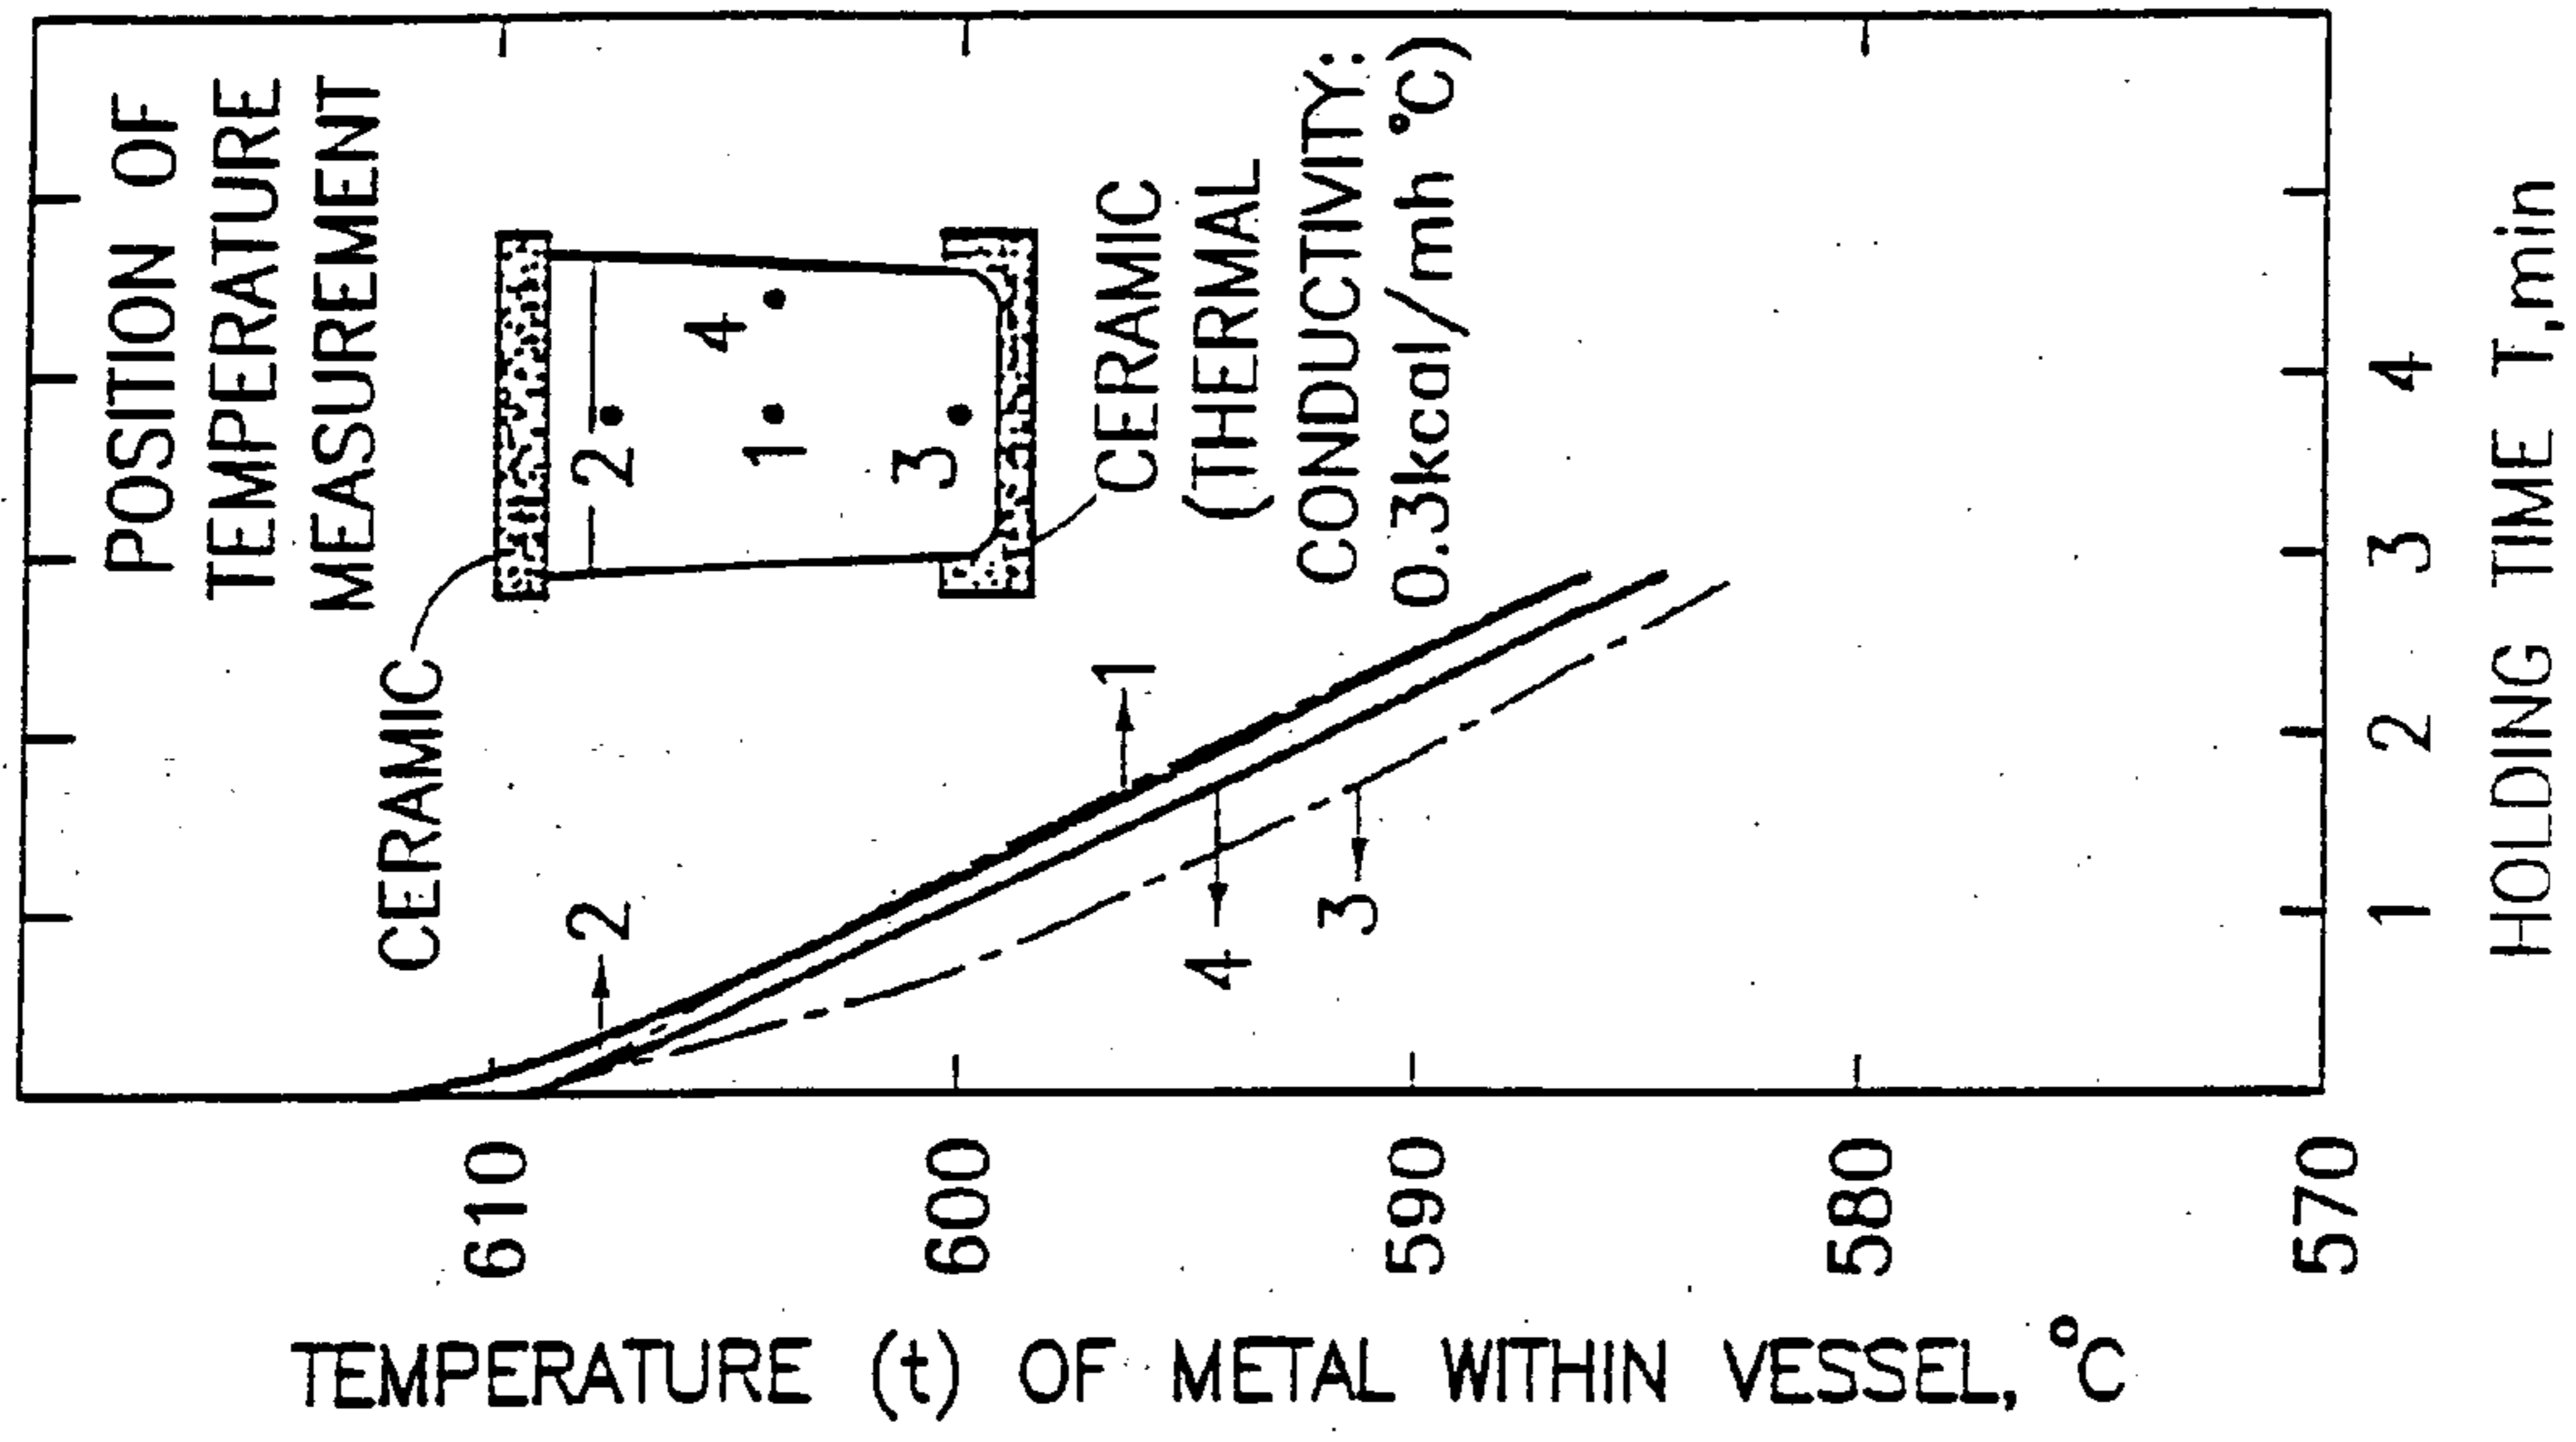 TEMPERATURE (t) OF METAL WITHIN VESSEL, °C
610
600
590
580
570
POSITION OF
TEMPERATURE
MEASUREMENT
CERAMIC
2
4
1
3
CERAMIC
(THERMAL
CONDUCTIVITY:
0.3kcal/mh °C)
2
1
4
3
1
2
3
4
HOLDING TIME T,min